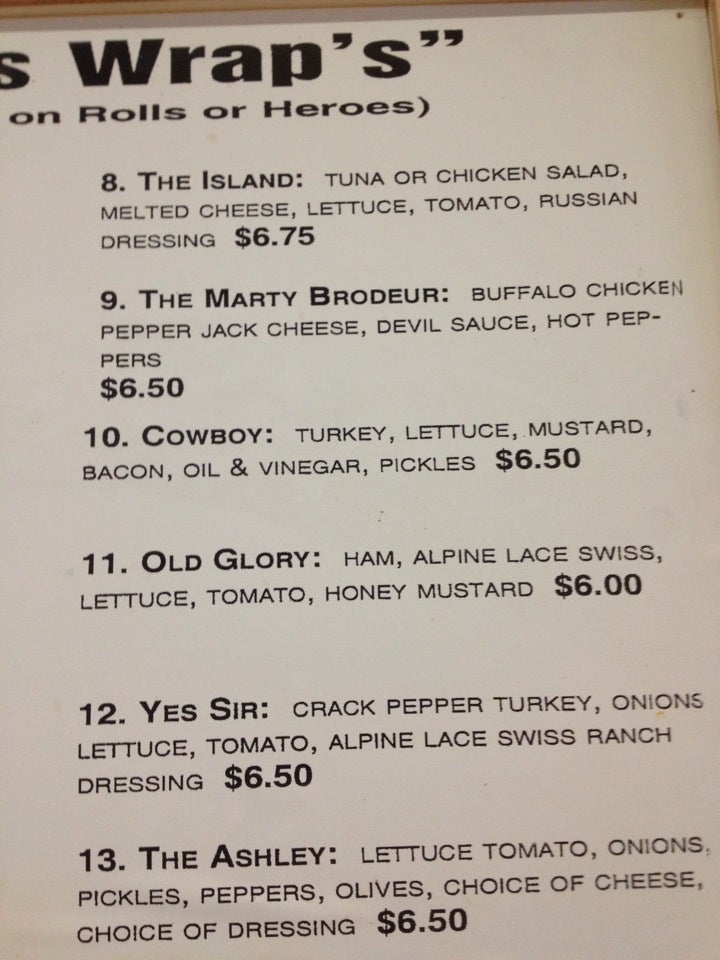 s Wrap's”
on Rolls or Heroes)
8. The Island: TUNA OR CHICKEN SALAD,
MELTED CHEESE, LETTUCE, TOMATO, RUSSIAN
DRESSING $6.75
9. The Marty Brodeur: BUFFALO CHICKEN
PEPPER JACK CHEESE, DEVIL SAUCE, HOT PEP-
PERS
$6.50
10. Cowboy: TURKEY, LETTUCE, MUSTARD,
BACON, OIL & VINEGAR, PICKLES $6.50
11. Old Glory: HAM, ALPINE LACE SWISS,
LETTUCE, TOMATO, HONEY MUSTARD $6.00
12. Yes Sir: CRACK PEPPER TURKEY, ONIONS
LETTUCE, TOMATO, ALPINE LACE SWISS RANCH
DRESSING $6.50
13. The Ashley: LETTUCE TOMATO, ONIONS,
PICKLES, PEPPERS, OLIVES, CHOICE OF CHEESE,
CHOICE OF DRESSING $6.50